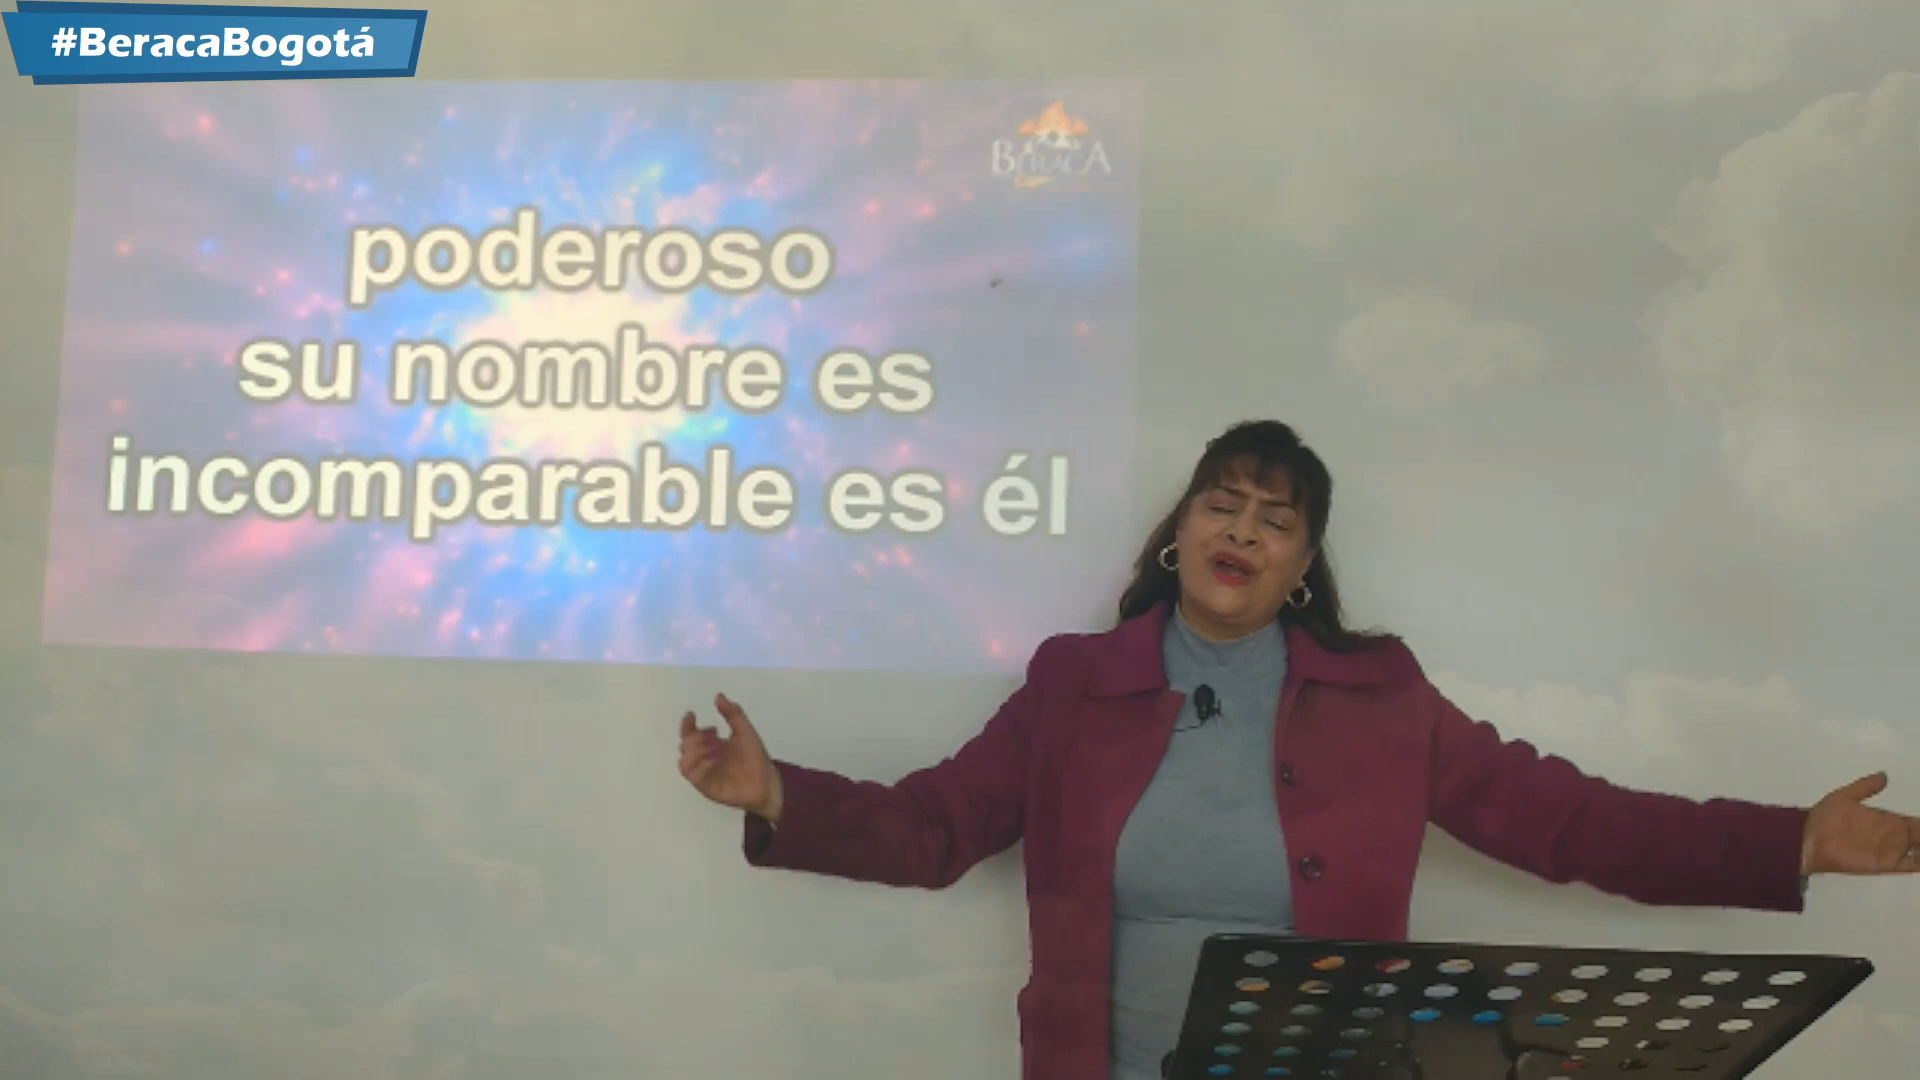 #BeracaBogotá
BERACA
poderoso
su nombre es
incomparable es él